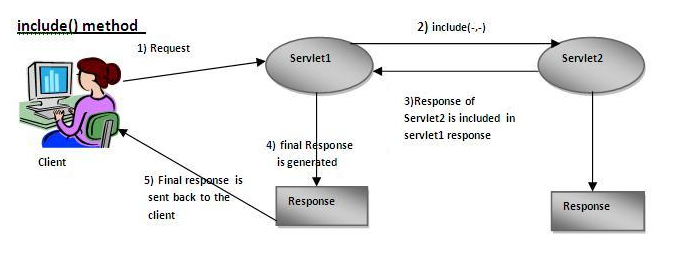 include() method
1) Request
2) include(-,-)
Servlet1
Servlet2
3)Response of
Servlet2 is included in
servlet1 response
4) final Response
is generated
Client
5) Final response is
sent back to the
client
Response
Response